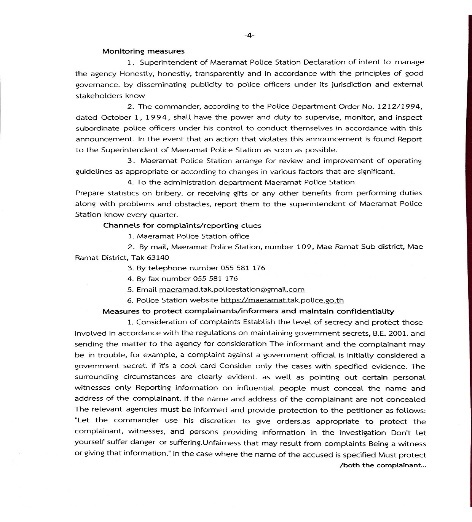 -4-
Monitoring measures
1. Superintendent of Maeramat Police Station Declaration of intent to manage
the agency Honestly, honestly, transparently and in accordance with the principles of good
governance. by disseminating publicity to police officers under its jurisdiction and external
stakeholders know
2. The commander, according to the Police Department Order No. 1212/1994,
dated October 1, 1994, shall have the power and duty to supervise, monitor, and inspect
subordinate police officers under his control to conduct themselves in accordance with this
announcement. In the event that an action that violates this announcement is found Report
to the Superintendent of Maeramat Police Station as soon as possible.
3. Maeramat Police Station arrange for review and improvement of operating
guidelines as appropriate or according to changes in various factors that are significant.
4. To the administration department Maeramat Police Station
Prepare statistics on bribery. or receiving gifts or any other benefits from performing duties
along with problems and obstacles, report them to the superintendent of Maeramat Police
Station know every quarter.
Channels for complaints/reporting clues
1. Maeramat Police Station office
2. By mail, Maeramat Police Station, number 109, Mae Ramat Sub-district, Mae
Ramat District, Tak 63140
3. By telephone number 055 581 176
4. By fax number 055 581 176
5. Email maeramad.tak.policestation@gmail.com
6. Police Station website https://maeramat.tak.police.go.th
Measures to protect complainants/informers and maintain confidentiality
1. Consideration of complaints Establish the level of secrecy and protect those
involved in accordance with the regulations on maintaining government secrets, B.E. 2001. and
sending the matter to the agency for consideration The informant and the complainant may
be in trouble, for example, a complaint against a government official is initially considered a
government secret. if it's a cool card Consider only the cases with specified evidence. The
surrounding circumstances are clearly evident. as well as pointing out certain personal
witnesses only Reporting information on influential people must conceal the name and
address of the complainant. If the name and address of the complainant are not concealed
The relevant agencies must be informed and provide protection to the petitioner as follows:
"Let the commander use his discretion to give orders.as appropriate to protect the
complainant, witnesses, and persons providing information in the investigation Don't let
yourself suffer danger or suffering.Unfairness that may result from complaints Being a witness
or giving that information." In the case where the name of the accused is specified Must protect
/both the complainant...